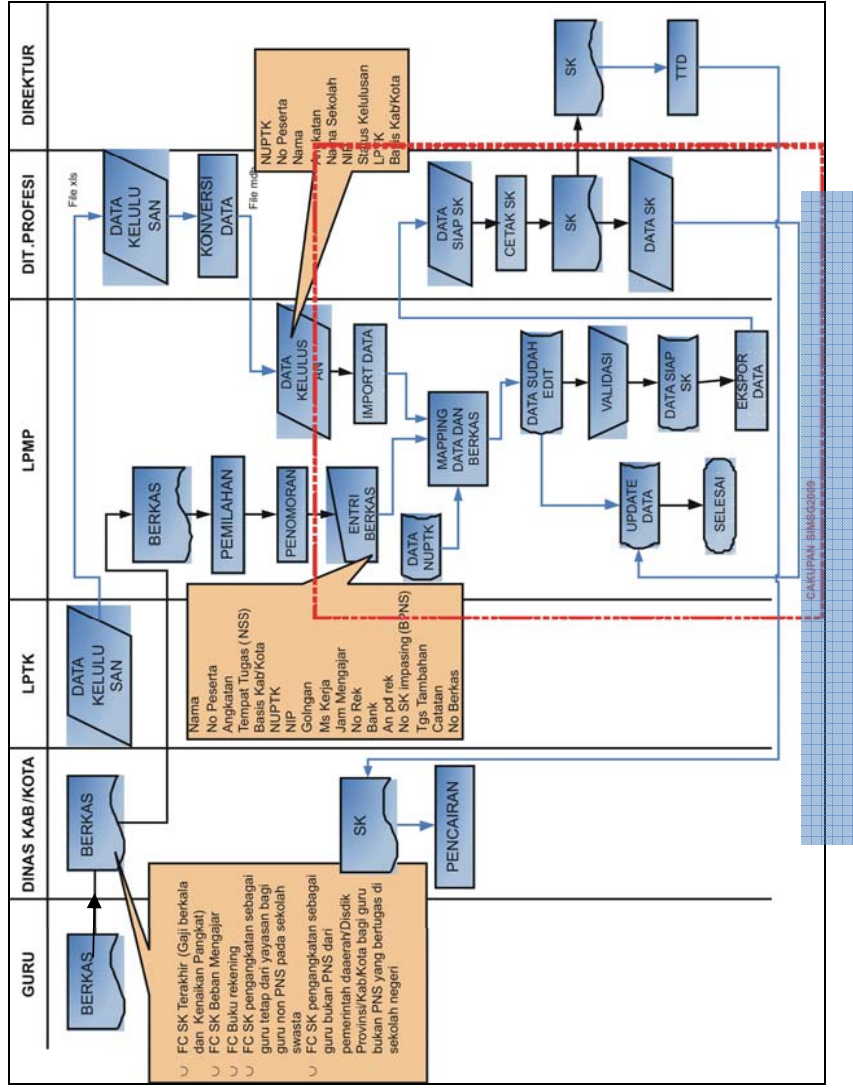 GURU
DINAS KAB/KOTA
LPTK
LPMP
DIT.PROFESI
DIREKTUR
BERKAS
BERKAS
FC SK Terakhir (Gaji berkala
dan Kenaikan Pangkat)
FC SK Beban Mengajar
FC Buku rekening
FC SK pengangkatan sebagai
guru tetap dari yayasan bagi
guru non PNS pada sekolah
swasta
FC SK pengangkatan sebagai
guru bukan PNS dari
pemerintah daaerah/Disdik
Provinsi/Kab/Kota bagi guru
bukan PNS yang bertugas di
sekolah negeri
SK
PENCAIRAN
DATA
KELULU
SAN
Nama
No Peserta
Angkatan
Tempat Tugas (NSS)
Basis Kab/Kota
NUPTK
NIP
Golngan
Ms Kerja
Jam Mengajar
No Rek
Bank
An pd rek
No SK impasing (BPNS)
Tgs Tambahan
Catatan
No Berkas
BERKAS
PEMILAHAN
PENOMORAN
ENTRI
BERKAS
DATA
NUPTK
DATA
KELULUS
AN
IMPORT DATA
MAPPING
DATA DAN
BERKAS
DATA SUDAH
EDIT
VALIDASI
DATA SIAP
SK
EKSPOR
DATA
UPDATE
DATA
SELESAI
File xls
DATA
KELULU
SAN
KONVERSI
DATA
File mdb
NUPTK
No Peserta
Nama
Angkatan
Nama Sekolah
NIP
Status Kelulusan
LPTK
Basis Kab/Kota
DATA
SIAP SK
CETAK SK
SK
DATA SK
SK
TTD
CAKUPAN SIMSG2009